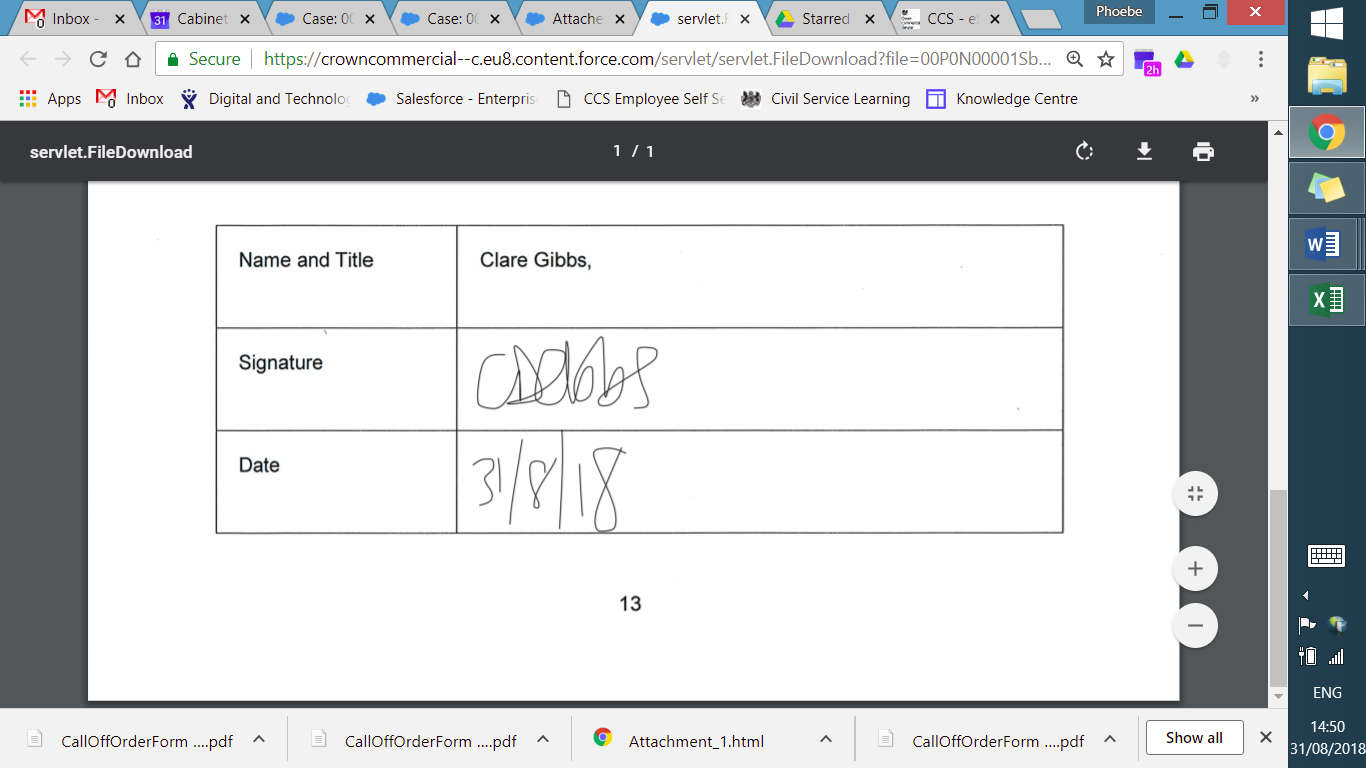 Inbox -
31 Cabinet
Case: 00
Case: 00
Attache
servlet.F
Starred
CCS - e
Phoebe
Secure
https://crowncommercial--c.eu8.content.force.com/servlet/servlet.FileDownload?file=00P0N00001Sb...
2h
Apps
Inbox
Digital and Technolog
Salesforce - Enterpris
CCS Employee Self Se
Civil Service Learning
Knowledge Centre
»
servlet.FileDownload
1 / 1
Name and Title
Clare Gibbs,
Signature
Date
31/8/18
13
ENG
14:50
31/08/2018
CallOffOrderForm ....pdf
CallOffOrderForm ....pdf
Attachment_1.html
CallOffOrderForm ....pdf
Show all